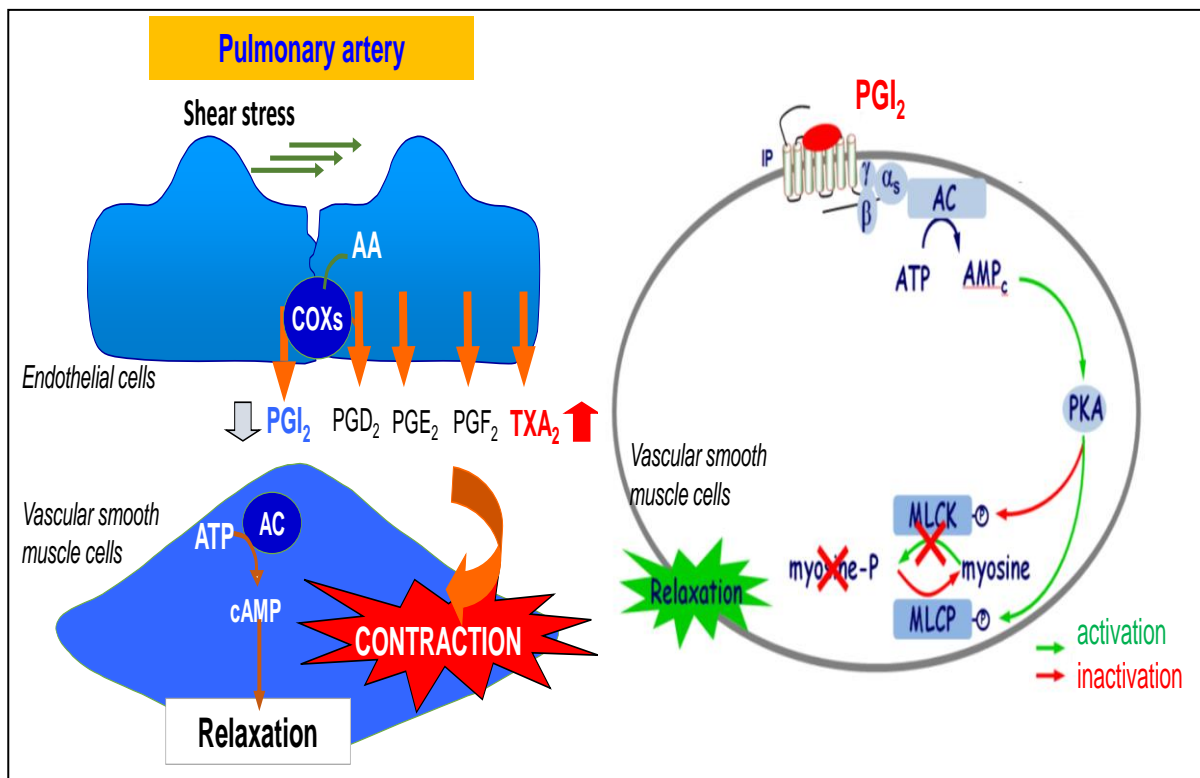 Pulmonary artery
Shear stress
AA
COXs
Endothelial cells
PGI₂ PGD₂ PGE₂ PGF₂ TXA₂
Vascular smooth
muscle cells
ATP
AC
cAMP
CONTRACTION
Relaxation
PGI₂
IP
γ
αs
β
AC
ATP
AMPc
PKA
Vascular smooth
muscle cells
MLCK P
myosine-P
myosine
MLCP P
Relaxation
activation
inactivation